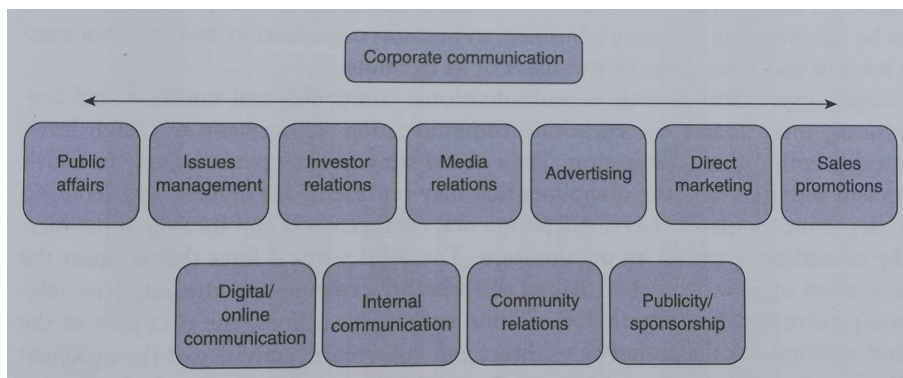 Corporate communication
Public
affairs
Issues
management
Investor
relations
Media
relations
Advertising
Direct
marketing
Sales
promotions
Digital/
online
communication
Internal
communication
Community
relations
Publicity/
sponsorship